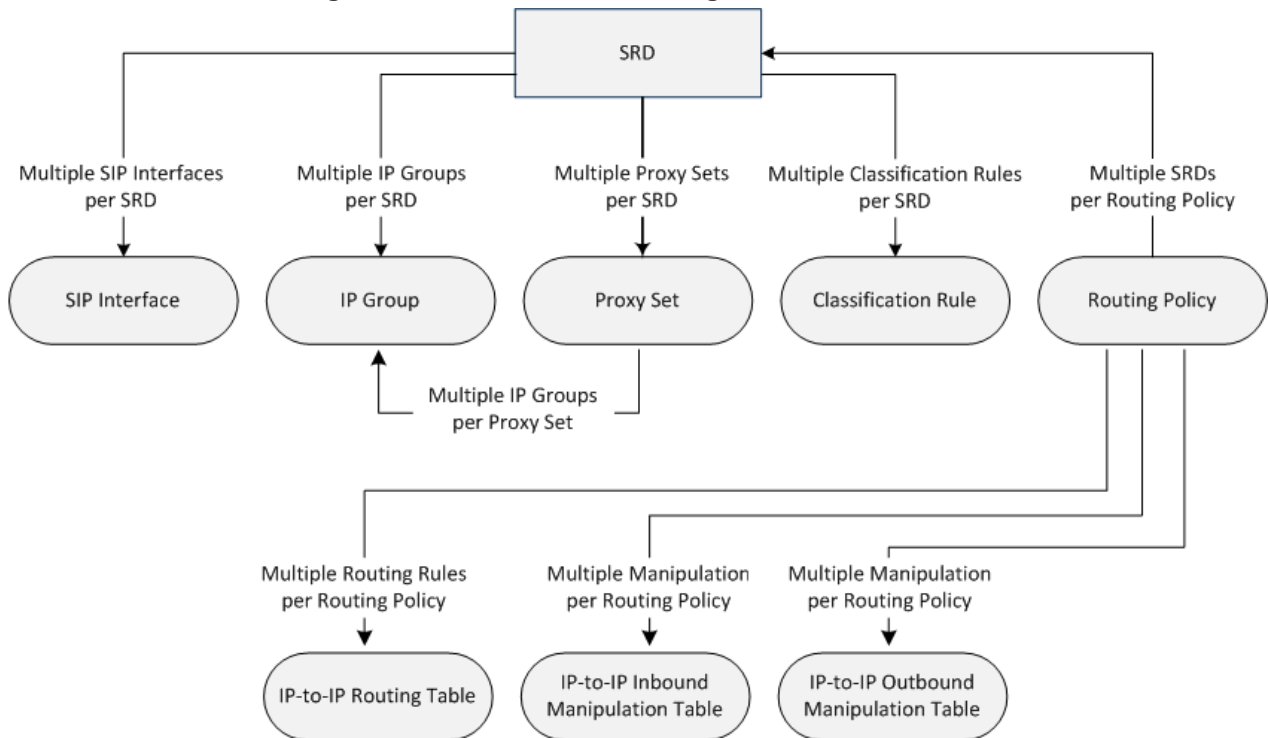 SRD
Multiple SIP Interfaces
per SRD
Multiple IP Groups
per SRD
Multiple Proxy Sets
per SRD
Multiple Classification Rules
per SRD
Multiple SRDs
per Routing Policy
SIP Interface
IP Group
Proxy Set
Classification Rule
Routing Policy
Multiple IP Groups
per Proxy Set
Multiple Routing Rules
per Routing Policy
Multiple Manipulation
per Routing Policy
Multiple Manipulation
per Routing Policy
IP-to-IP Routing Table
IP-to-IP Inbound
Manipulation Table
IP-to-IP Outbound
Manipulation Table